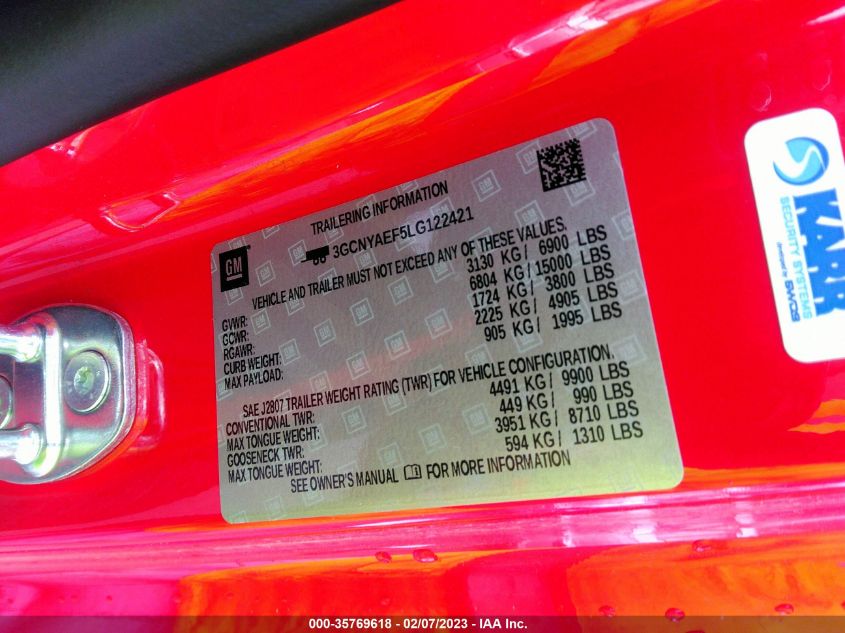 TRAILERING INFORMATION
3GCNYAEF5LG122421
GM
VEHICLE AND TRAILER MUST NOT EXCEED ANY OF THESE VALUES.
GVWR: 3130 KG / 6900 LBS
GCWR: 6804 KG / 15000 LBS
RGAWR: 1724 KG / 3800 LBS
CURB WEIGHT: 2225 KG / 4905 LBS
MAX PAYLOAD: 905 KG / 1995 LBS
SAE J2807 TRAILER WEIGHT RATING (TWR) FOR VEHICLE CONFIGURATION.
CONVENTIONAL TWR: 4491 KG / 9900 LBS
MAX TONGUE WEIGHT: 449 KG / 990 LBS
GOOSENECK TWR: 3951 KG / 8710 LBS
MAX TONGUE WEIGHT: 594 KG / 1310 LBS
SEE OWNER'S MANUAL FOR MORE INFORMATION
KARR
SECURITY SYSTEMS
000-35769618 - 02/07/2023 - IAA Inc.